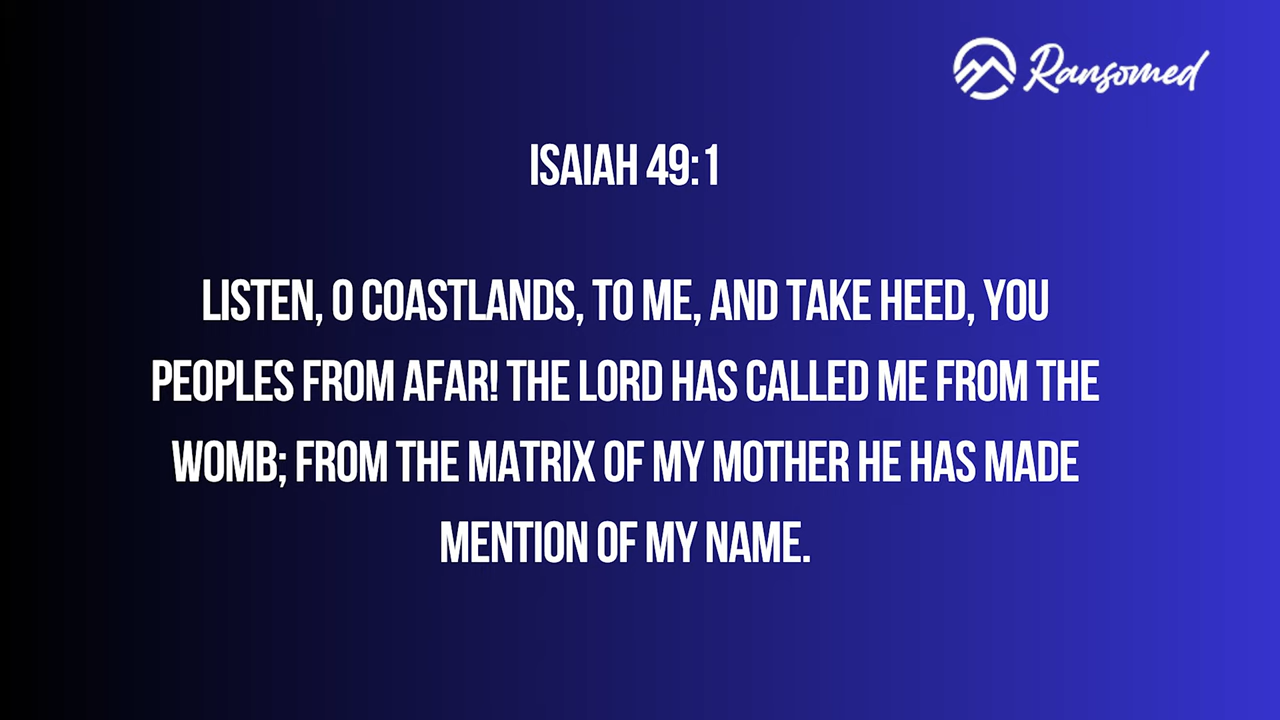 Ransomed
ISAIAH 49:1
LISTEN, O COASTLANDS, TO ME, AND TAKE HEED, YOU
PEOPLES FROM AFAR! THE LORD HAS CALLED ME FROM THE
WOMB; FROM THE MATRIX OF MY MOTHER HE HAS MADE
MENTION OF MY NAME.